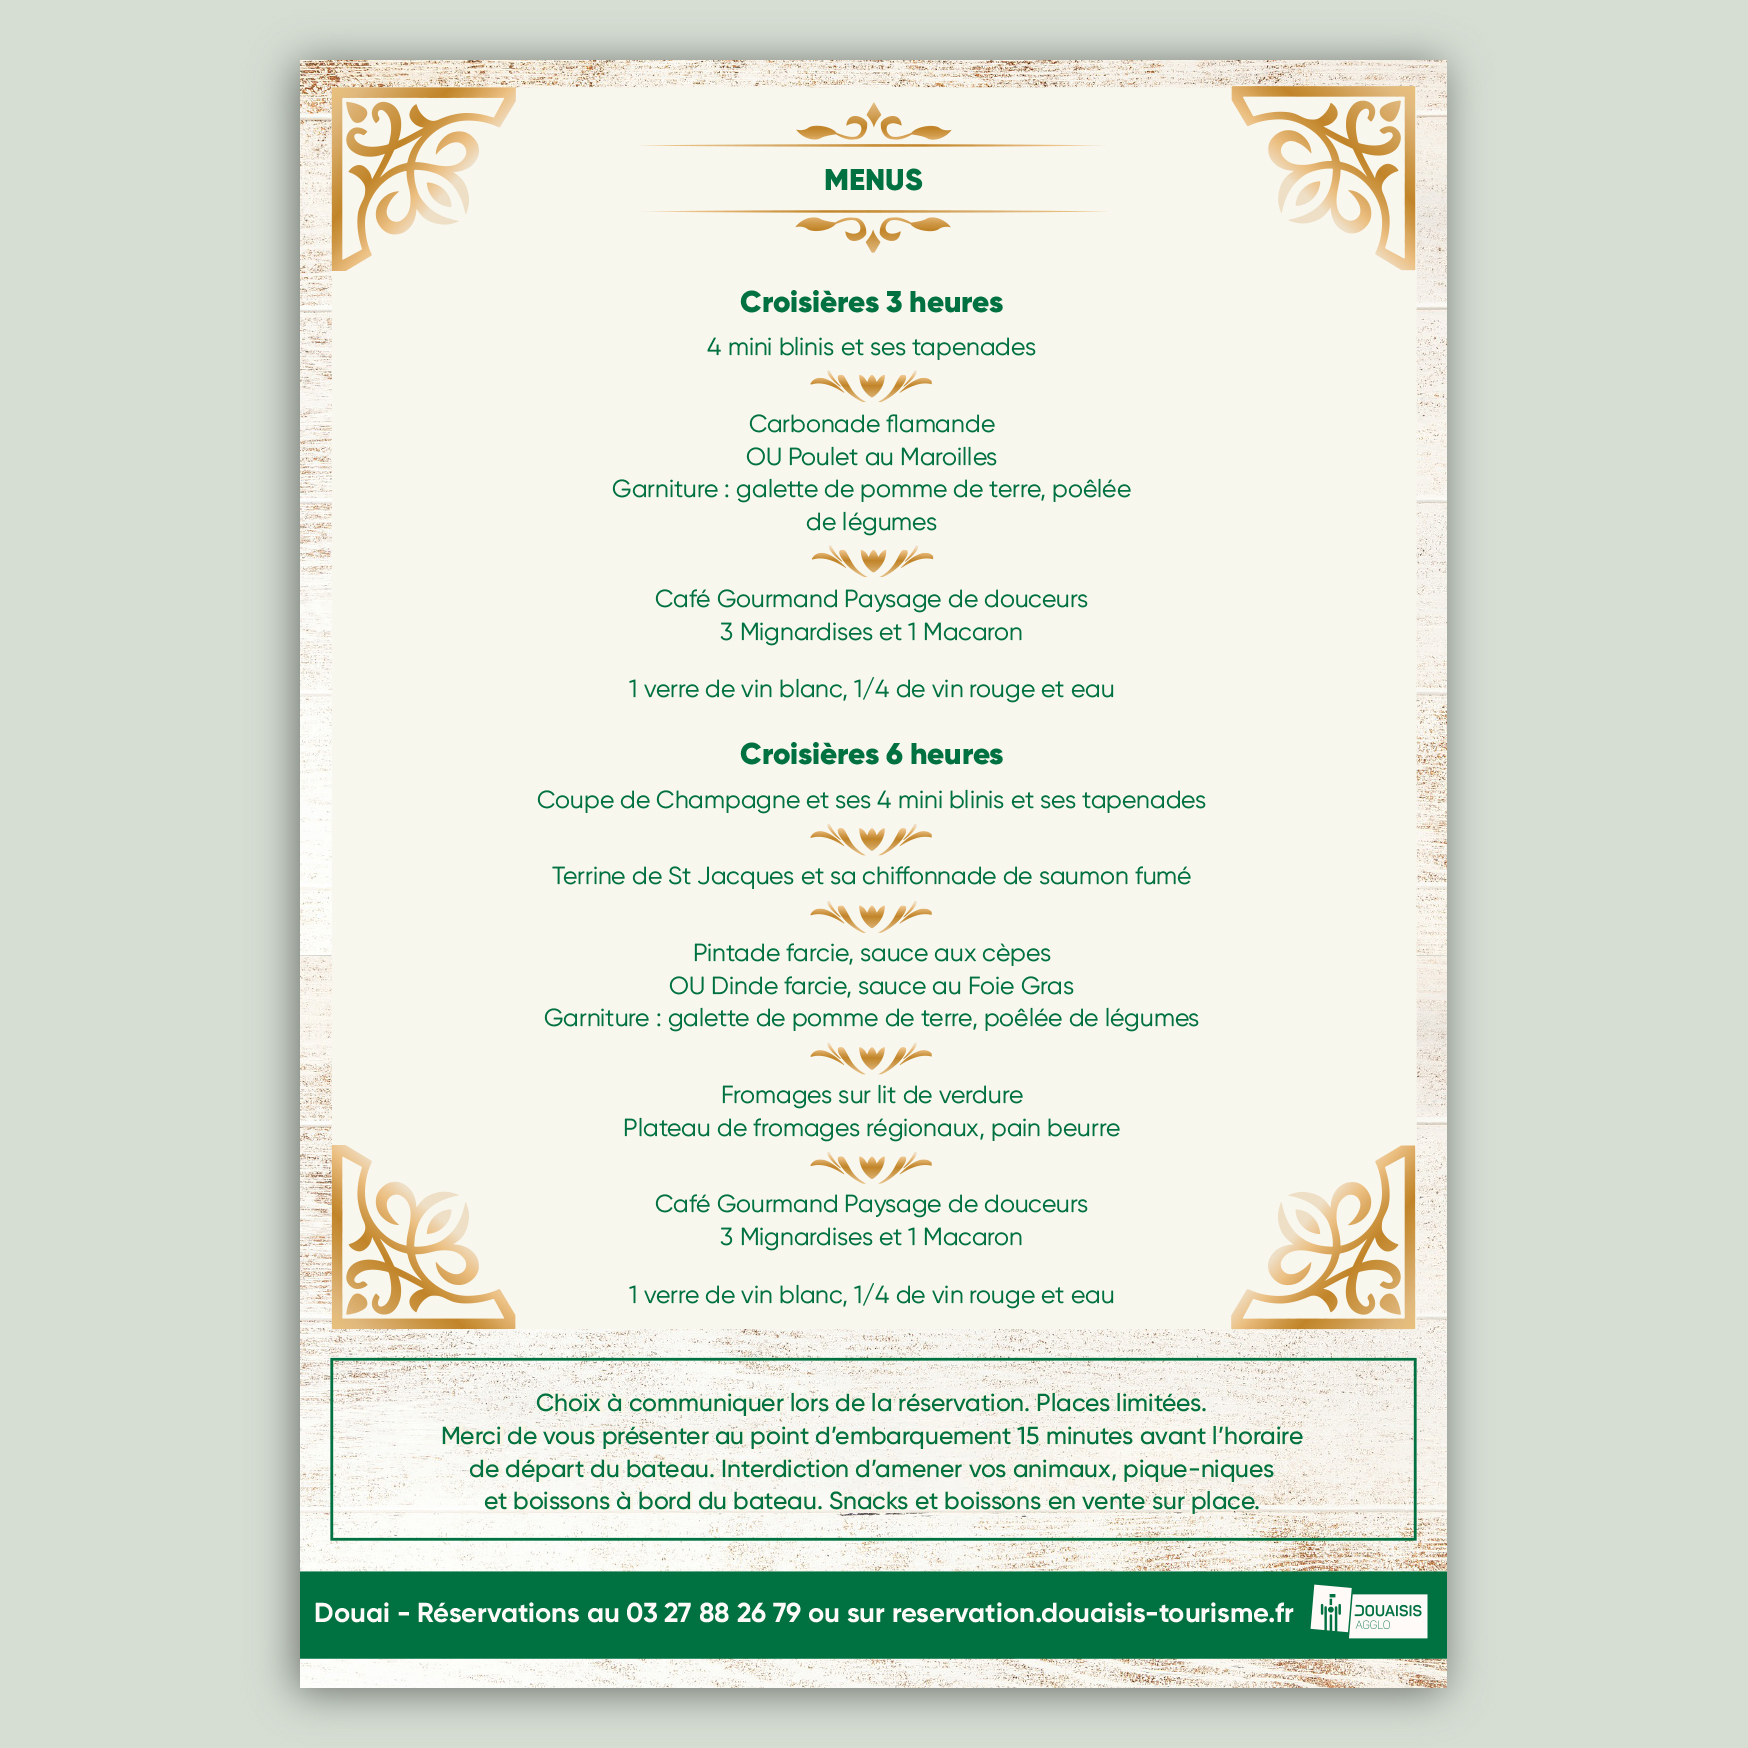 MENUS
Croisières 3 heures
4 mini blinis et ses tapenades
Carbonade flamande
OU Poulet au Maroilles
Garniture : galette de pomme de terre, poêlée
de légumes
Café Gourmand Paysage de douceurs
3 Mignardises et 1 Macaron
1 verre de vin blanc, 1/4 de vin rouge et eau
Croisières 6 heures
Coupe de Champagne et ses 4 mini blinis et ses tapenades
Terrine de St Jacques et sa chiffonnade de saumon fumé
Pintade farcie, sauce aux cèpes
OU Dinde farcie, sauce au Foie Gras
Garniture : galette de pomme de terre, poêlée de légumes
Fromages sur lit de verdure
Plateau de fromages régionaux, pain beurre
Café Gourmand Paysage de douceurs
3 Mignardises et 1 Macaron
1 verre de vin blanc, 1/4 de vin rouge et eau
Choix à communiquer lors de la réservation. Places limitées.
Merci de vous présenter au point d’embarquement 15 minutes avant l’horaire
de départ du bateau. Interdiction d’amener vos animaux, pique-niques
et boissons à bord du bateau. Snacks et boissons en vente sur place.
Douai - Réservations au 03 27 88 26 79 ou sur reservation.douaisis-tourisme.fr
DOUAISIS
AGGLO